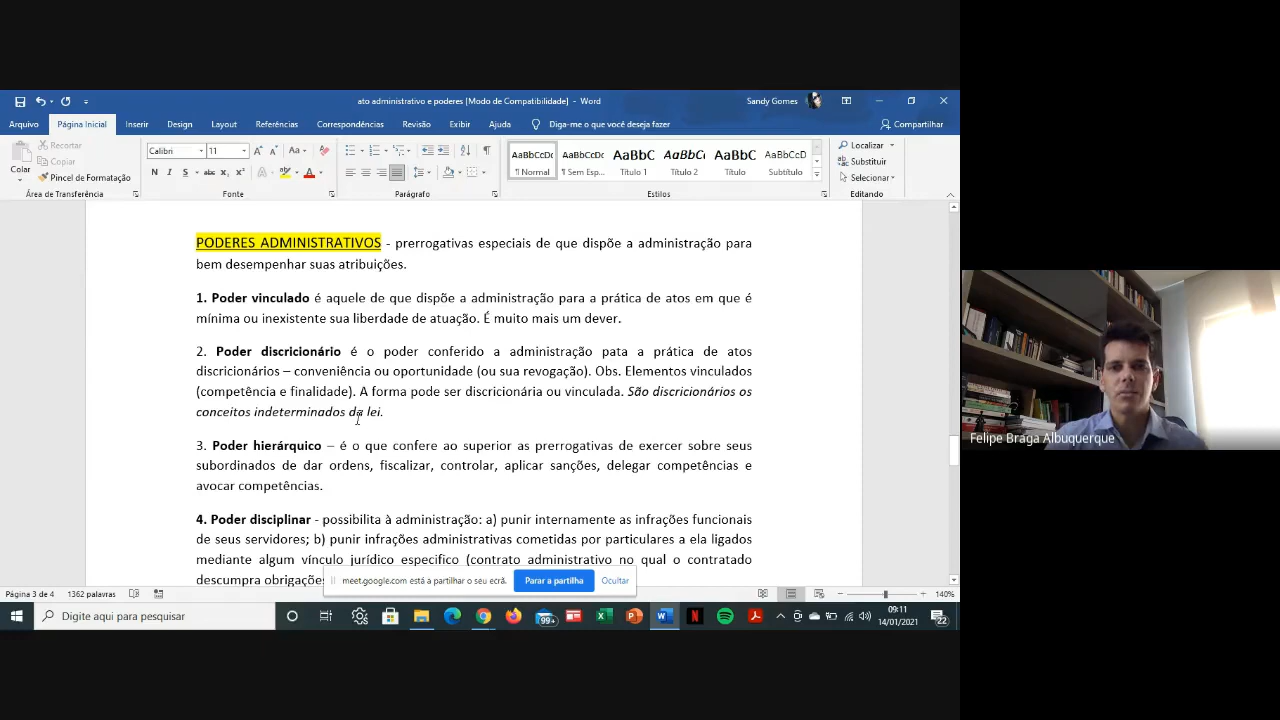 ato administrativo e poderes [Modo de Compatibilidade] - Word
Sandy Gomes
Arquivo Página Inicial Inserir Design Layout Referências Correspondências Revisão Exibir Ajuda Diga-me o que você deseja fazer Compartilhar
Colar
Recortar
Copiar
Pincel de Formatação
Área de Transferência
Calibri 11
N I S
Fonte
Parágrafo
AaBbCcDc AaBbCcDc AaBbC AaBbCc AaBbC AaBbCcD
¶ Normal ¶ Sem Esp... Título 1 Título 2 Título Subtítulo
Estilos
Localizar
Substituir
Selecionar
Editando
PODERES ADMINISTRATIVOS - prerrogativas especiais de que dispõe a administração para
bem desempenhar suas atribuições.
1. Poder vinculado é aquele de que dispõe a administração para a prática de atos em que é
mínima ou inexistente sua liberdade de atuação. É muito mais um dever.
2. Poder discricionário é o poder conferido a administração pata a prática de atos
discricionários – conveniência ou oportunidade (ou sua revogação). Obs. Elementos vinculados
(competência e finalidade). A forma pode ser discricionária ou vinculada. São discricionários os
conceitos indeterminados da lei.
3. Poder hierárquico – é o que confere ao superior as prerrogativas de exercer sobre seus
subordinados de dar ordens, fiscalizar, controlar, aplicar sanções, delegar competências e
avocar competências.
4. Poder disciplinar - possibilita à administração: a) punir internamente as infrações funcionais
de seus servidores; b) punir infrações administrativas cometidas por particulares a ela ligados
mediante algum vínculo jurídico especifico (contrato administrativo no qual o contratado
descumpra obrigações
meet.google.com está a partilhar o seu ecrã. Parar a partilha Ocultar
Página 3 de 4 1362 palavras 140%
Digite aqui para pesquisar
99+
09:11
14/01/2021
22
Felipe Braga Albuquerque